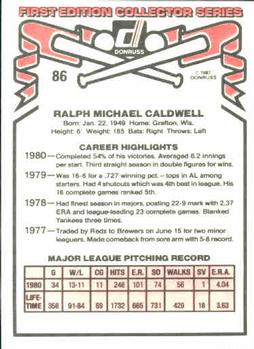 FIRST EDITION COLLECTOR SERIES
DONRUSS
86
© 1981 DONRUSS
RALPH MICHAEL CALDWELL
Born: Jan. 22, 1949 Home: Grafton, Wis.
Height: 6' Weight: 185 Bats: Right Throws: Left
CAREER HIGHLIGHTS
1980—Completed 54% of his victories. Averaged 6.2 innings
per start. Third straight season in double figures for wins.
1979—Was 16-6 for a .727 winning pct. - tops in AL among
starters. Had 4 shutouts which was 4th best in league. His
16 complete games ranked 5th.
1978—Had finest season in majors, posting 22-9 mark with 2.37
ERA and league-leading 23 complete games. Blanked
Yankees three times.
1977—Traded by Reds to Brewers on June 15 for two minor
leaguers. Made comeback from sore arm with 5-8 record.
MAJOR LEAGUE PITCHING RECORD
G W/L CG HITS E.R. SO WALKS SV E.R.A.
1980 34 13-11 11 248 101 74 56 1 4.04
LIFE-
TIME 358 91-84 69 1732 665 731 429 18 3.63